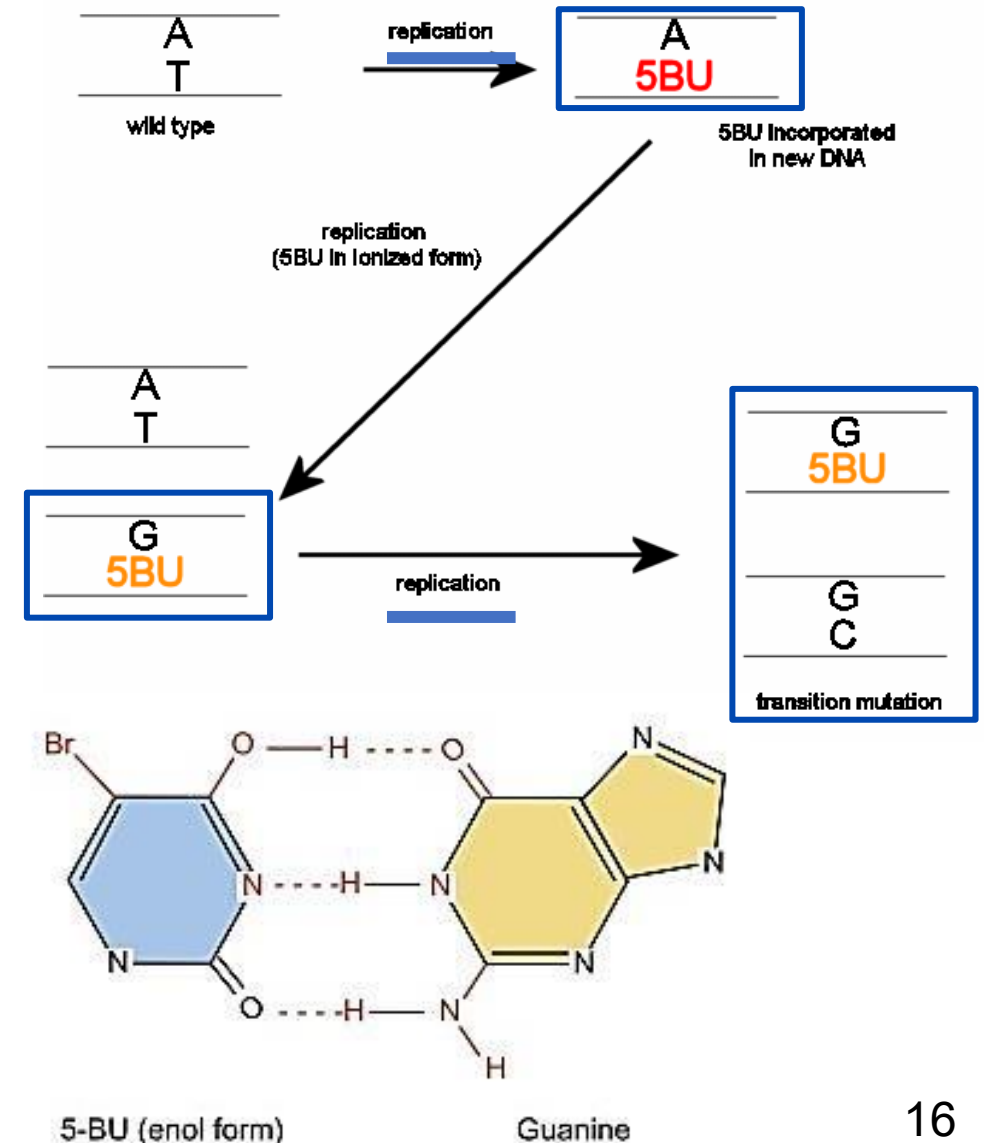 A
T
wild type
replication
A
5BU
5BU incorporated
in new DNA
replication
(5BU in ionized form)
A
T
G
5BU
replication
G
5BU
G
C
transition mutation
Br
O
H
O
N
N
H
N
N
N
N
O
H
N
H
5-BU (enol form)
Guanine
16